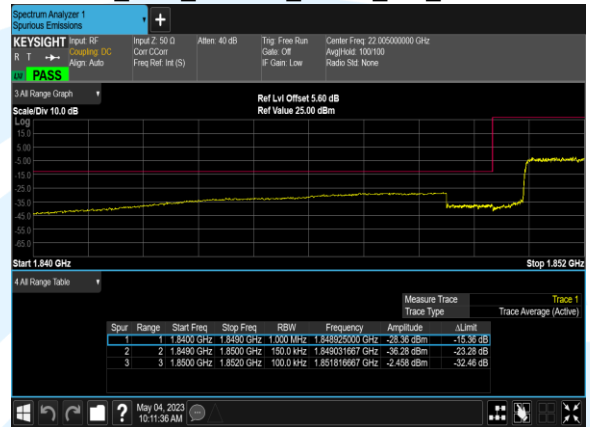 Spectrum Analyzer 1
Spurious Emissions
+
KEYSIGHT Input: RF Input Z: 50 Ω Atten: 40 dB Trig: Free Run Center Freq: 22.005000000 GHz
R T Coupling: DC Corr CCorr Gate: Off Avg|Hold: 100/100
Align: Auto Freq Ref: Int (S) IF Gain: Low Radio Std: None
PASS
3 All Range Graph
Ref Lvl Offset 5.60 dB
Scale/Div 10.0 dB Ref Value 25.00 dBm
Log
15.0
5.00
-5.00
-15.0
-25.0
-35.0
-45.0
-55.0
-65.0
Start 1.840 GHz Stop 1.852 GHz
4 All Range Table
Measure Trace Trace 1
Trace Type Trace Average (Active)
Spur Range Start Freq Stop Freq RBW Frequency Amplitude ΔLimit
1 1 1.8400 GHz 1.8490 GHz 1.000 MHz 1.848925000 GHz -28.36 dBm -15.36 dB
2 2 1.8490 GHz 1.8500 GHz 150.0 kHz 1.849031667 GHz -36.28 dBm -23.28 dB
3 3 1.8500 GHz 1.8520 GHz 100.0 kHz 1.851816667 GHz -2.458 dBm -32.46 dB
?
May 04, 2023
10:11:36 AM